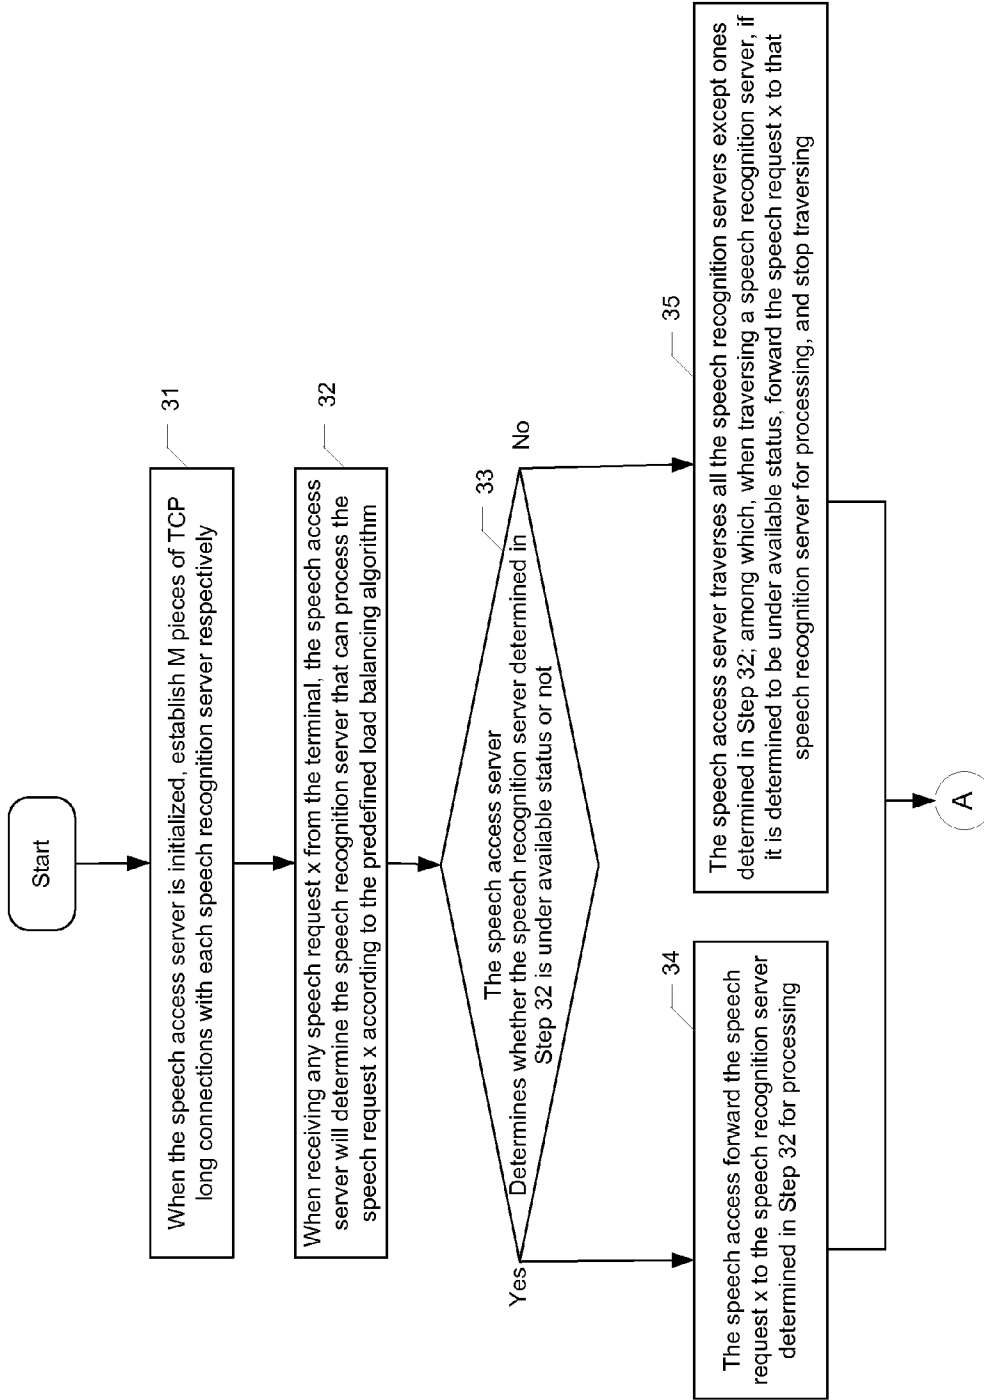 Start
31
When the speech access server is initialized, establish M pieces of TCP
long connections with each speech recognition server respectively
32
When receiving any speech request x from the terminal, the speech access
server will determine the speech recognition server that can process the
speech request x according to the predefined load balancing algorithm
33
The speech access server
Determines whether the speech recognition server determined in
Step 32 is under available status or not
Yes
No
34
The speech access forward the speech
request x to the speech recognition server
determined in Step 32 for processing
35
The speech access server traverses all the speech recognition servers except ones
determined in Step 32; among which, when traversing a speech recognition server, if
it is determined to be under available status, forward the speech request x to that
speech recognition server for processing, and stop traversing
A